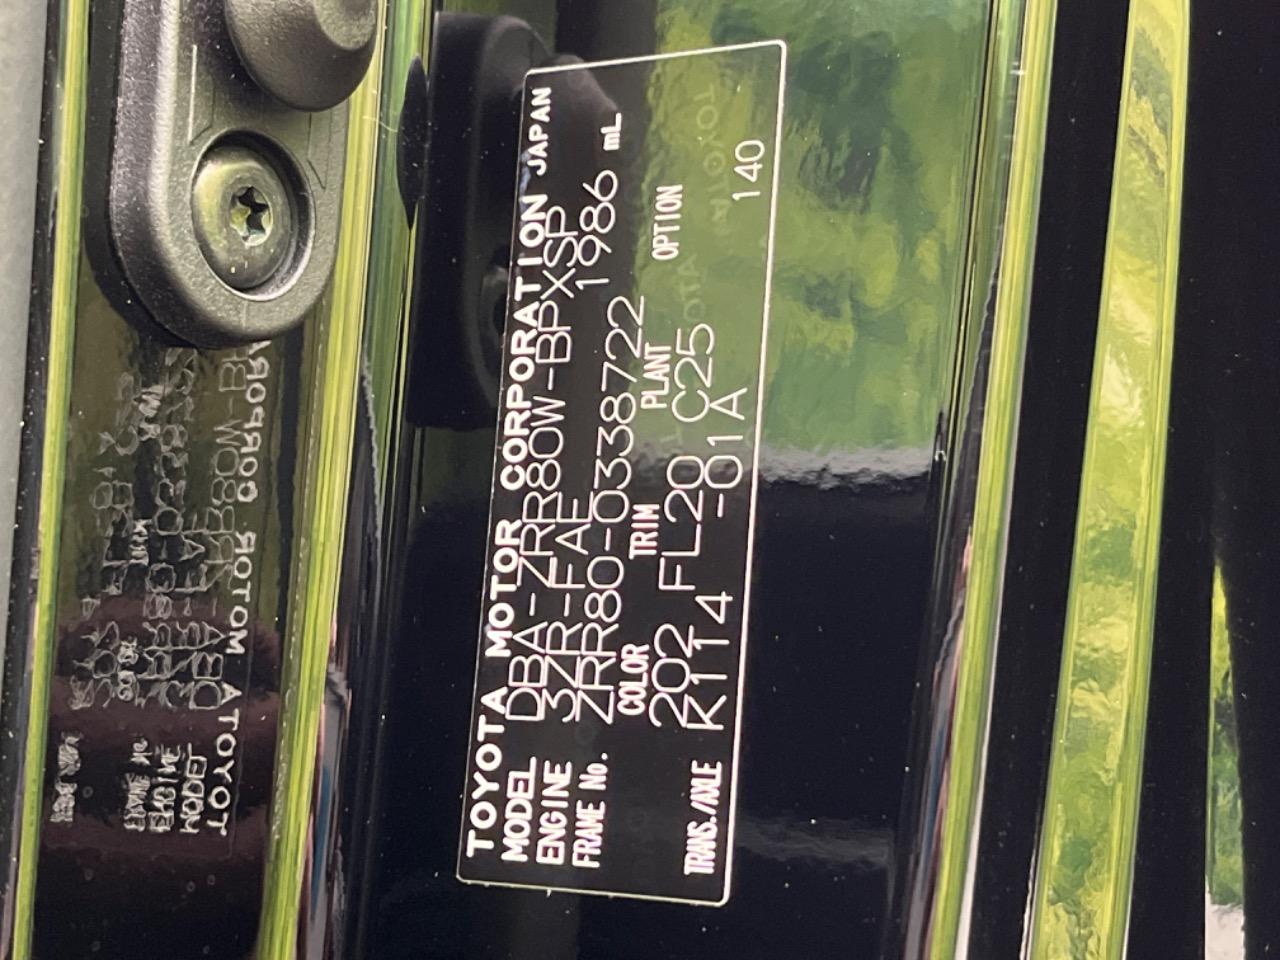 TOYOTA MOTOR CORPORATION JAPAN
MODEL DBA-ZRR80W-BPXSP
ENGINE 3ZR-FAE 1986 mL
FRAME No. ZRR80-0338722
COLOR TRIM PLANT OPTION
202 FL20 C25
TRANS./AXLE K114 -01A 140